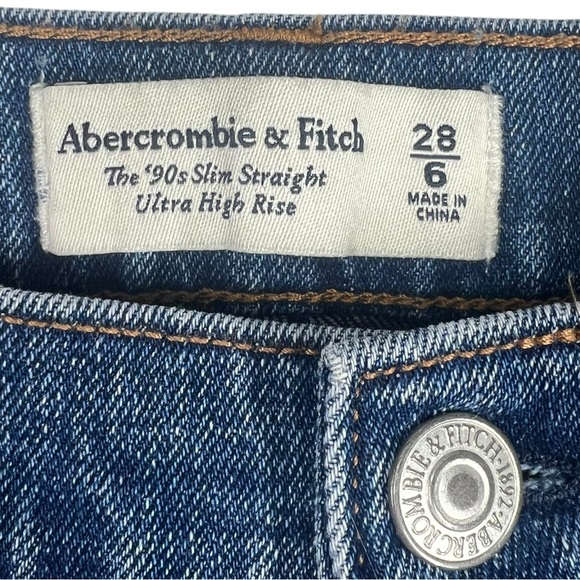 Abercrombie & Fitch
The '90s Slim Straight
Ultra High Rise
28
6
MADE IN
CHINA
ABERCROMBIE & FITCH · 1892 ·